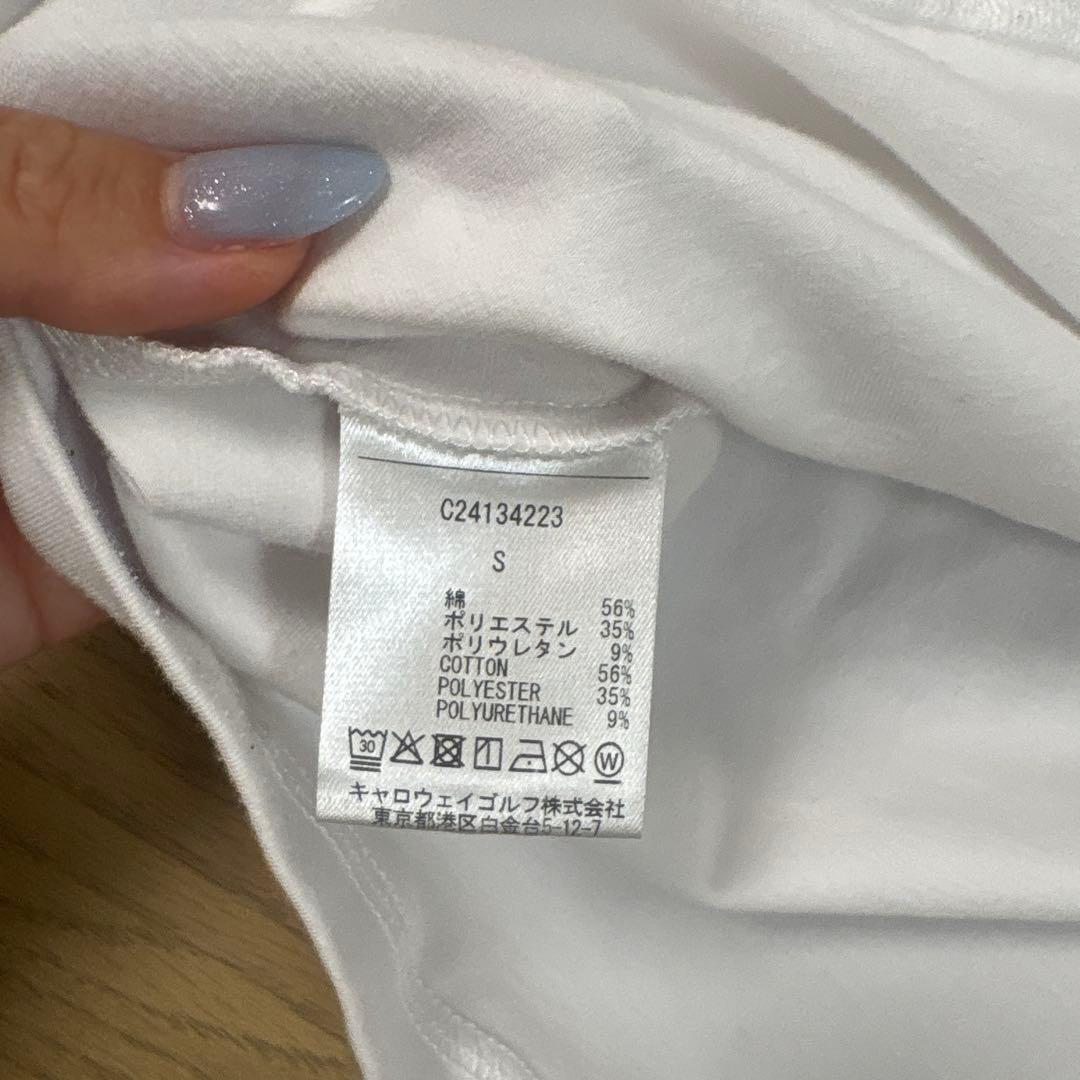 C24134223
S
綿 56%
ポリエステル 35%
ポリウレタン 9%
COTTON 56%
POLYESTER 35%
POLYURETHANE 9%
30 W
キャロウェイゴルフ株式会社
東京都港区白金台5-12-7